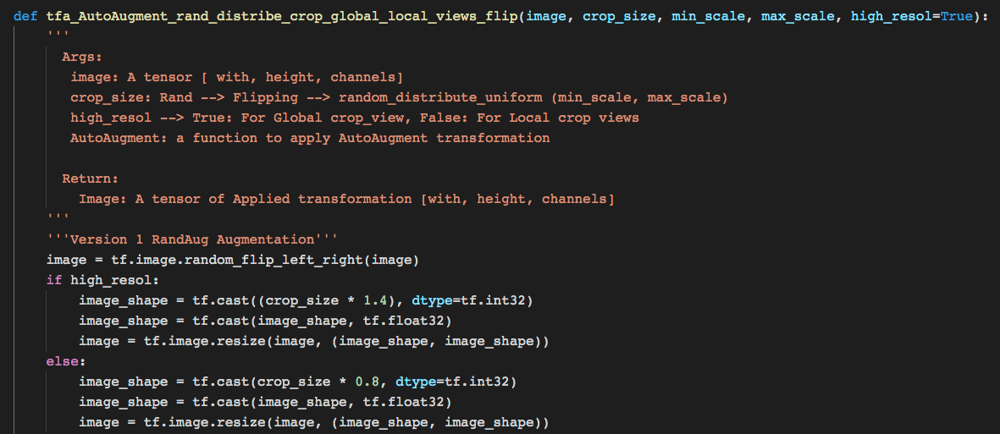 def tfa_AutoAugment_rand_distribe_crop_global_local_views_flip(image, crop_size, min_scale, max_scale, high_resol=True):
'''
Args:
image: A tensor [ with, height, channels]
crop_size: Rand --> Flipping --> random_distribute_uniform (min_scale, max_scale)
high_resol --> True: For Global crop_view, False: For Local crop views
AutoAugment: a function to apply AutoAugment transformation
Return:
Image: A tensor of Applied transformation [with, height, channels]
'''
'''Version 1 RandAug Augmentation'''
image = tf.image.random_flip_left_right(image)
if high_resol:
image_shape = tf.cast((crop_size * 1.4), dtype=tf.int32)
image_shape = tf.cast(image_shape, tf.float32)
image = tf.image.resize(image, (image_shape, image_shape))
else:
image_shape = tf.cast(crop_size * 0.8, dtype=tf.int32)
image_shape = tf.cast(image_shape, tf.float32)
image = tf.image.resize(image, (image_shape, image_shape))